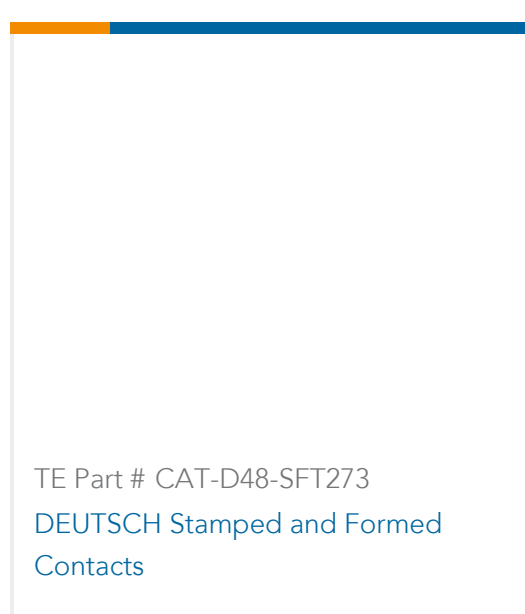 TE Part # CAT-D48-SFT273
DEUTSCH Stamped and Formed
Contacts